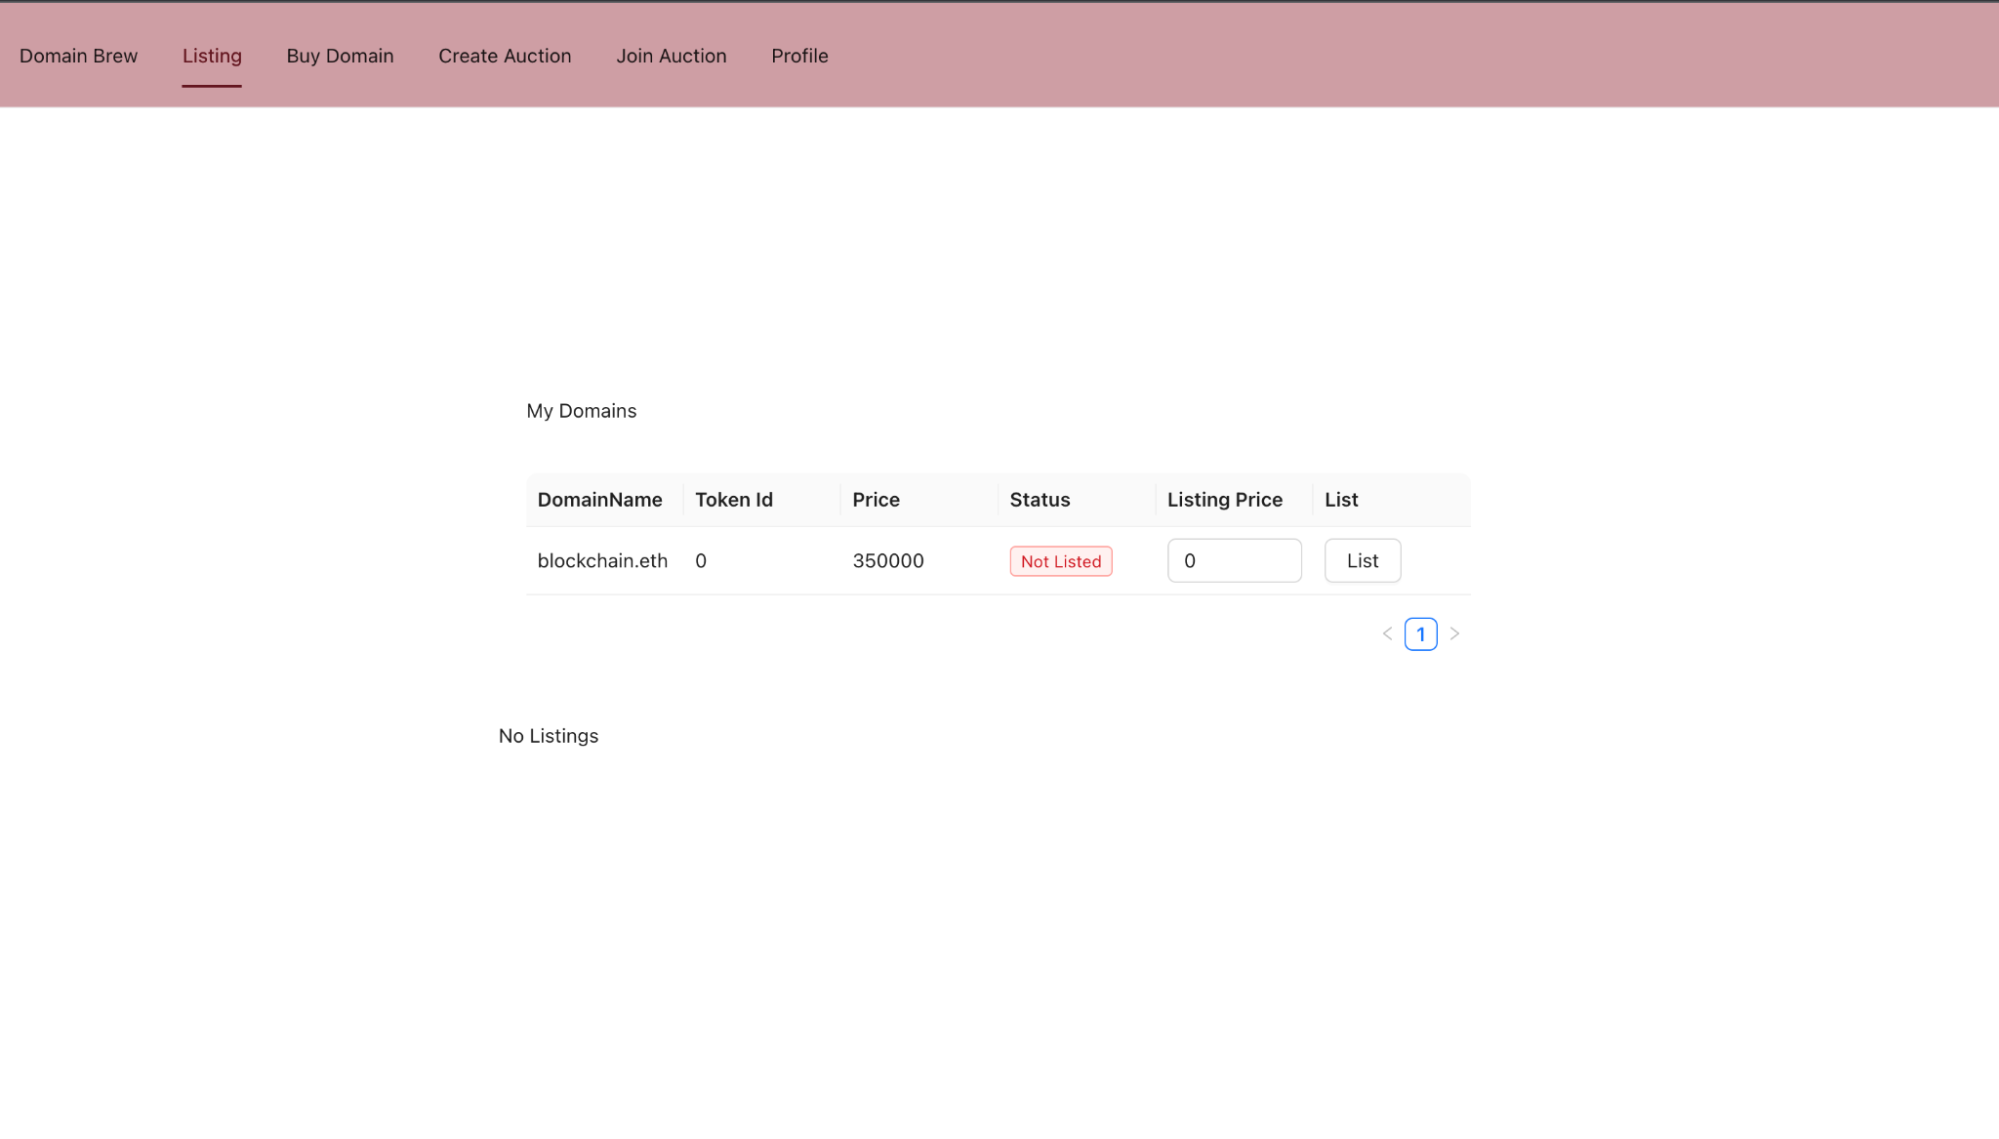 Domain Brew Listing Buy Domain Create Auction Join Auction Profile
My Domains
DomainName Token Id Price Status Listing Price List
blockchain.eth 0 350000 Not Listed 0 List
< 1 >
No Listings